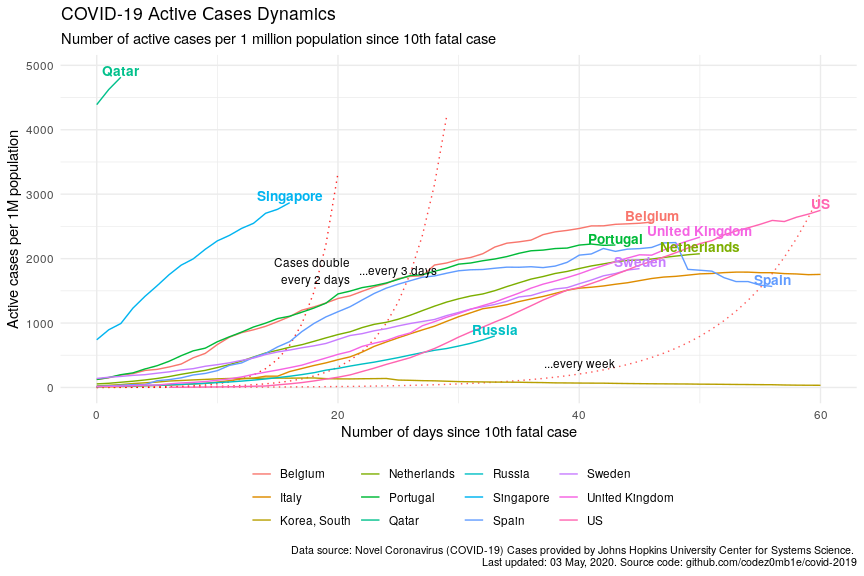 COVID-19 Active Cases Dynamics
Number of active cases per 1 million population since 10th fatal case
Active cases per 1M population
5000
4000
3000
2000
1000
0
Qatar
Singapore
US
Belgium
United Kingdom
Portugal
Netherlands
Cases double
every 2 days
...every 3 days
Sweden
Spain
Russia
...every week
0
20
40
60
Number of days since 10th fatal case
Belgium
Netherlands
Russia
Sweden
Italy
Portugal
Singapore
United Kingdom
Korea, South
Qatar
Spain
US
Data source: Novel Coronavirus (COVID-19) Cases provided by Johns Hopkins University Center for Systems Science.
Last updated: 03 May, 2020. Source code: github.com/codez0mb1e/covid-2019